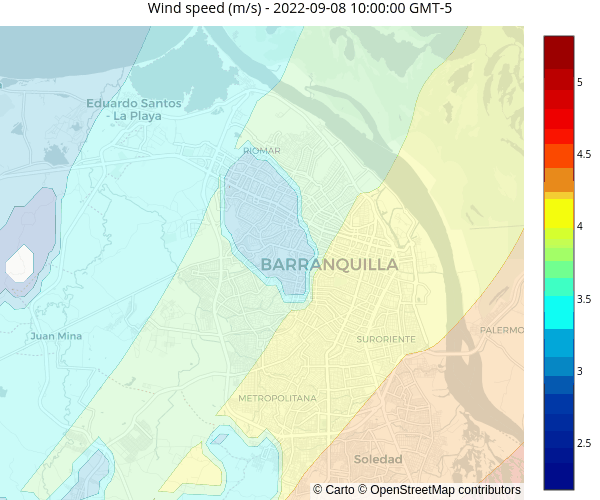 Wind speed (m/s) - 2022-09-08 10:00:00 GMT-5
Eduardo Santos
- La Playa
RIOMAR
BARRANQUILLA
Juan Mina
SURORIENTE
PALERMO
METROPOLITANA
Soledad
© Carto © OpenStreetMap contributors
5
4.5
4
3.5
3
2.5